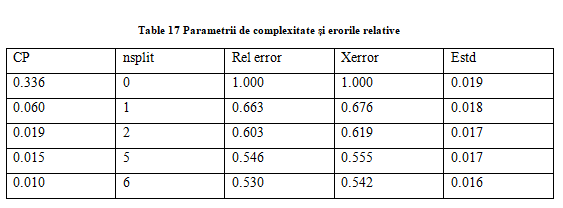 Table 17 Parametrii de complexitate și erorile relative
CP nsplit Rel error Xerror Estd
0.336 0 1.000 1.000 0.019
0.060 1 0.663 0.676 0.018
0.019 2 0.603 0.619 0.017
0.015 5 0.546 0.555 0.017
0.010 6 0.530 0.542 0.016